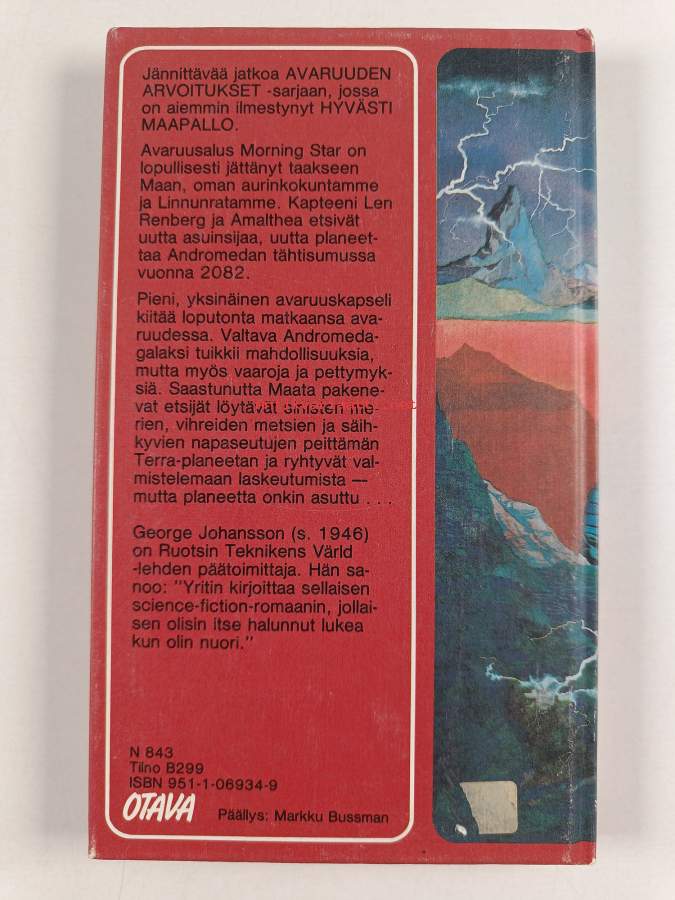 Jännittävää jatkoa AVARUUDEN
ARVOITUKSET -sarjaan, jossa
on aiemmin ilmestynyt HYVÄSTI
MAAPALLO.
Avaruusalus Morning Star on
lopullisesti jättänyt taakseen
Maan, oman aurinkokuntamme
ja Linnunratamme. Kapteeni Len
Renberg ja Amalthea etsivät
uutta asuinsijaa, uutta planeet-
taa Andromedan tähtisumussa
vuonna 2082.
Pieni, yksinäinen avaruuskapseli
kiitää loputonta matkaansa ava-
ruudessa. Valtava Andromeda-
galaksi tuikkii mahdollisuuksia,
mutta myös vaaroja ja pettymyk-
siä. Saastunutta Maata pakene-
vat etsijät löytävät sinisten me-
rien, vihreiden metsien ja säih-
kyvien napaseutujen peittämän
Terra-planeetan ja ryhtyvät val-
mistelemaan laskeutumista —
mutta planeetta onkin asuttu . . .
George Johansson (s. 1946)
on Ruotsin Teknikens Värld
-lehden päätoimittaja. Hän sa-
noo: "Yritin kirjoittaa sellaisen
science-fiction-romaanin, jollai-
sen olisin itse halunnut lukea
kun olin nuori."
N 843
Tilno B299
ISBN 951-1-06934-9
OTAVA Päällys: Markku Bussman